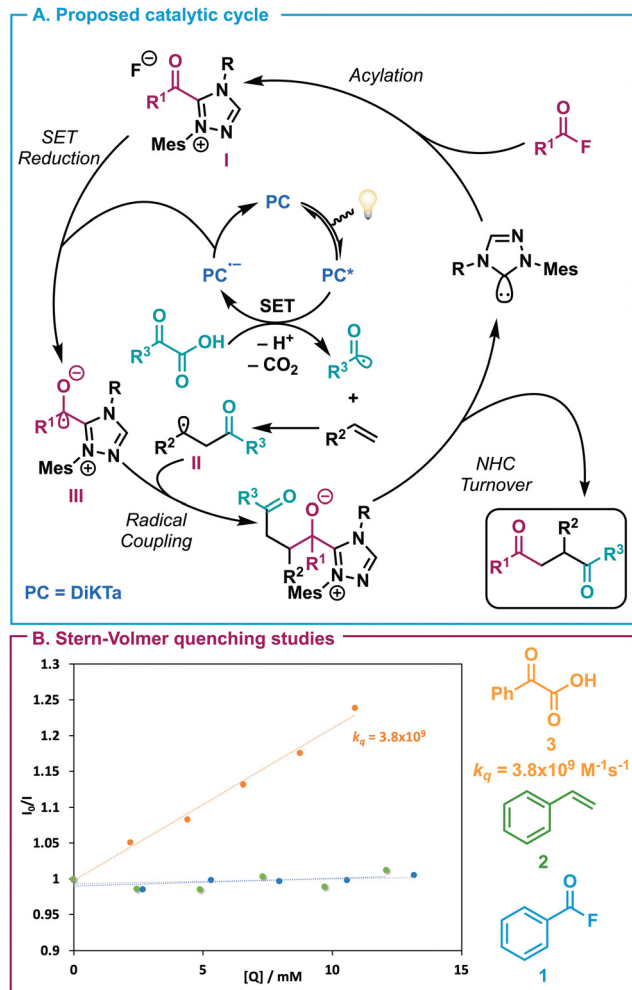 A. Proposed catalytic cycle
F⊖
O
R
R¹
N
N
N
Mes ⊕
I
Acylation
O
R¹
F
SET
Reduction
PC
PC•−
PC*
SET
− H⁺
− CO₂
O
OH
R³
O
O
R³
+
R²
R
N
N
N
Mes
O⊖
R
R¹
N
N
N
Mes ⊕
III
R²
O
R³
II
Radical
Coupling
R³
O
O⊖
R
R²
R¹
N
N
N
Mes ⊕
NHC
Turnover
O
R²
R¹
R³
O
PC = DiKTa
B. Stern-Volmer quenching studies
1.3
1.25
1.2
1.15
1.1
1.05
1
0.95
0.9
I₀/I
kq = 3.8x10⁹
0
5
10
15
[Q] / mM
O
Ph
OH
O
3
kq = 3.8x10⁹ M⁻¹s⁻¹
2
O
F
1